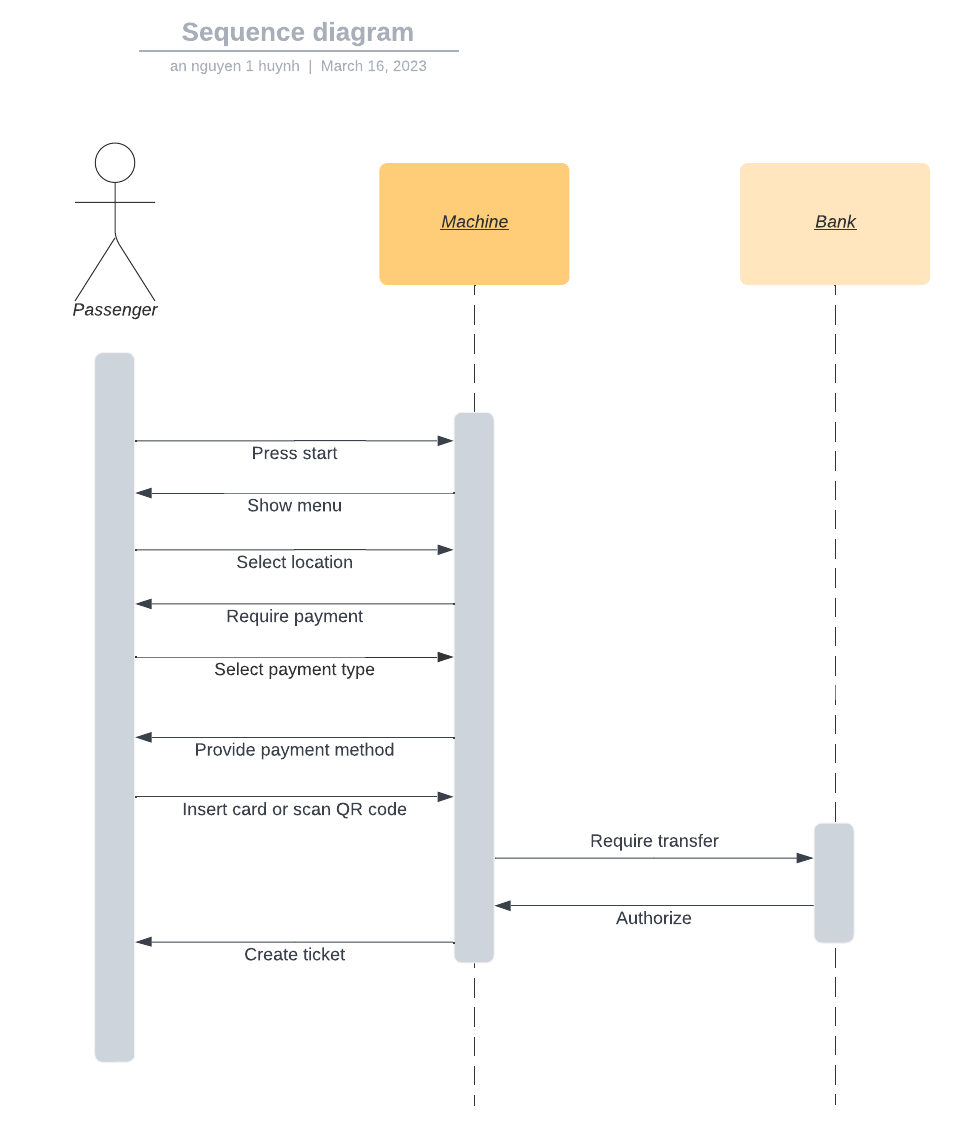 Sequence diagram
an nguyen 1 huynh | March 16, 2023
Machine
Bank
Passenger
Press start
Show menu
Select location
Require payment
Select payment type
Provide payment method
Insert card or scan QR code
Require transfer
Authorize
Create ticket